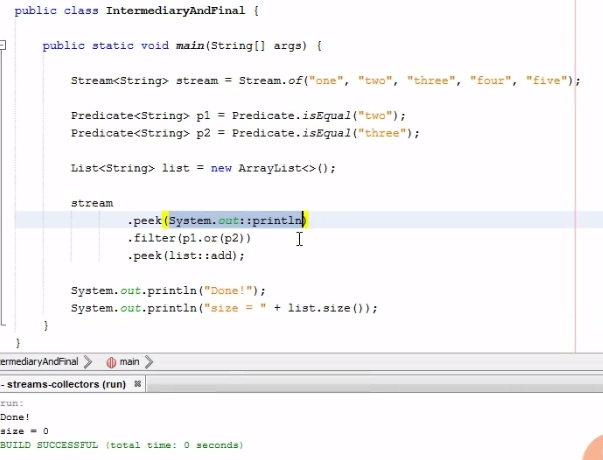 public class IntermediaryAndFinal {
public static void main(String[] args) {
Stream<String> stream = Stream.of("one", "two", "three", "four", "five");
Predicate<String> p1 = Predicate.isEqual("two");
Predicate<String> p2 = Predicate.isEqual("three");
List<String> list = new ArrayList<>();
stream
.peek(System.out::println)
.filter(p1.or(p2))
.peek(list::add);
System.out.println("Done!");
System.out.println("size = " + list.size());
}
}
ermediaryAndFinal main
- streams-collectors (run)
run:
Done!
size = 0
BUILD SUCCESSFUL (total time: 0 seconds)